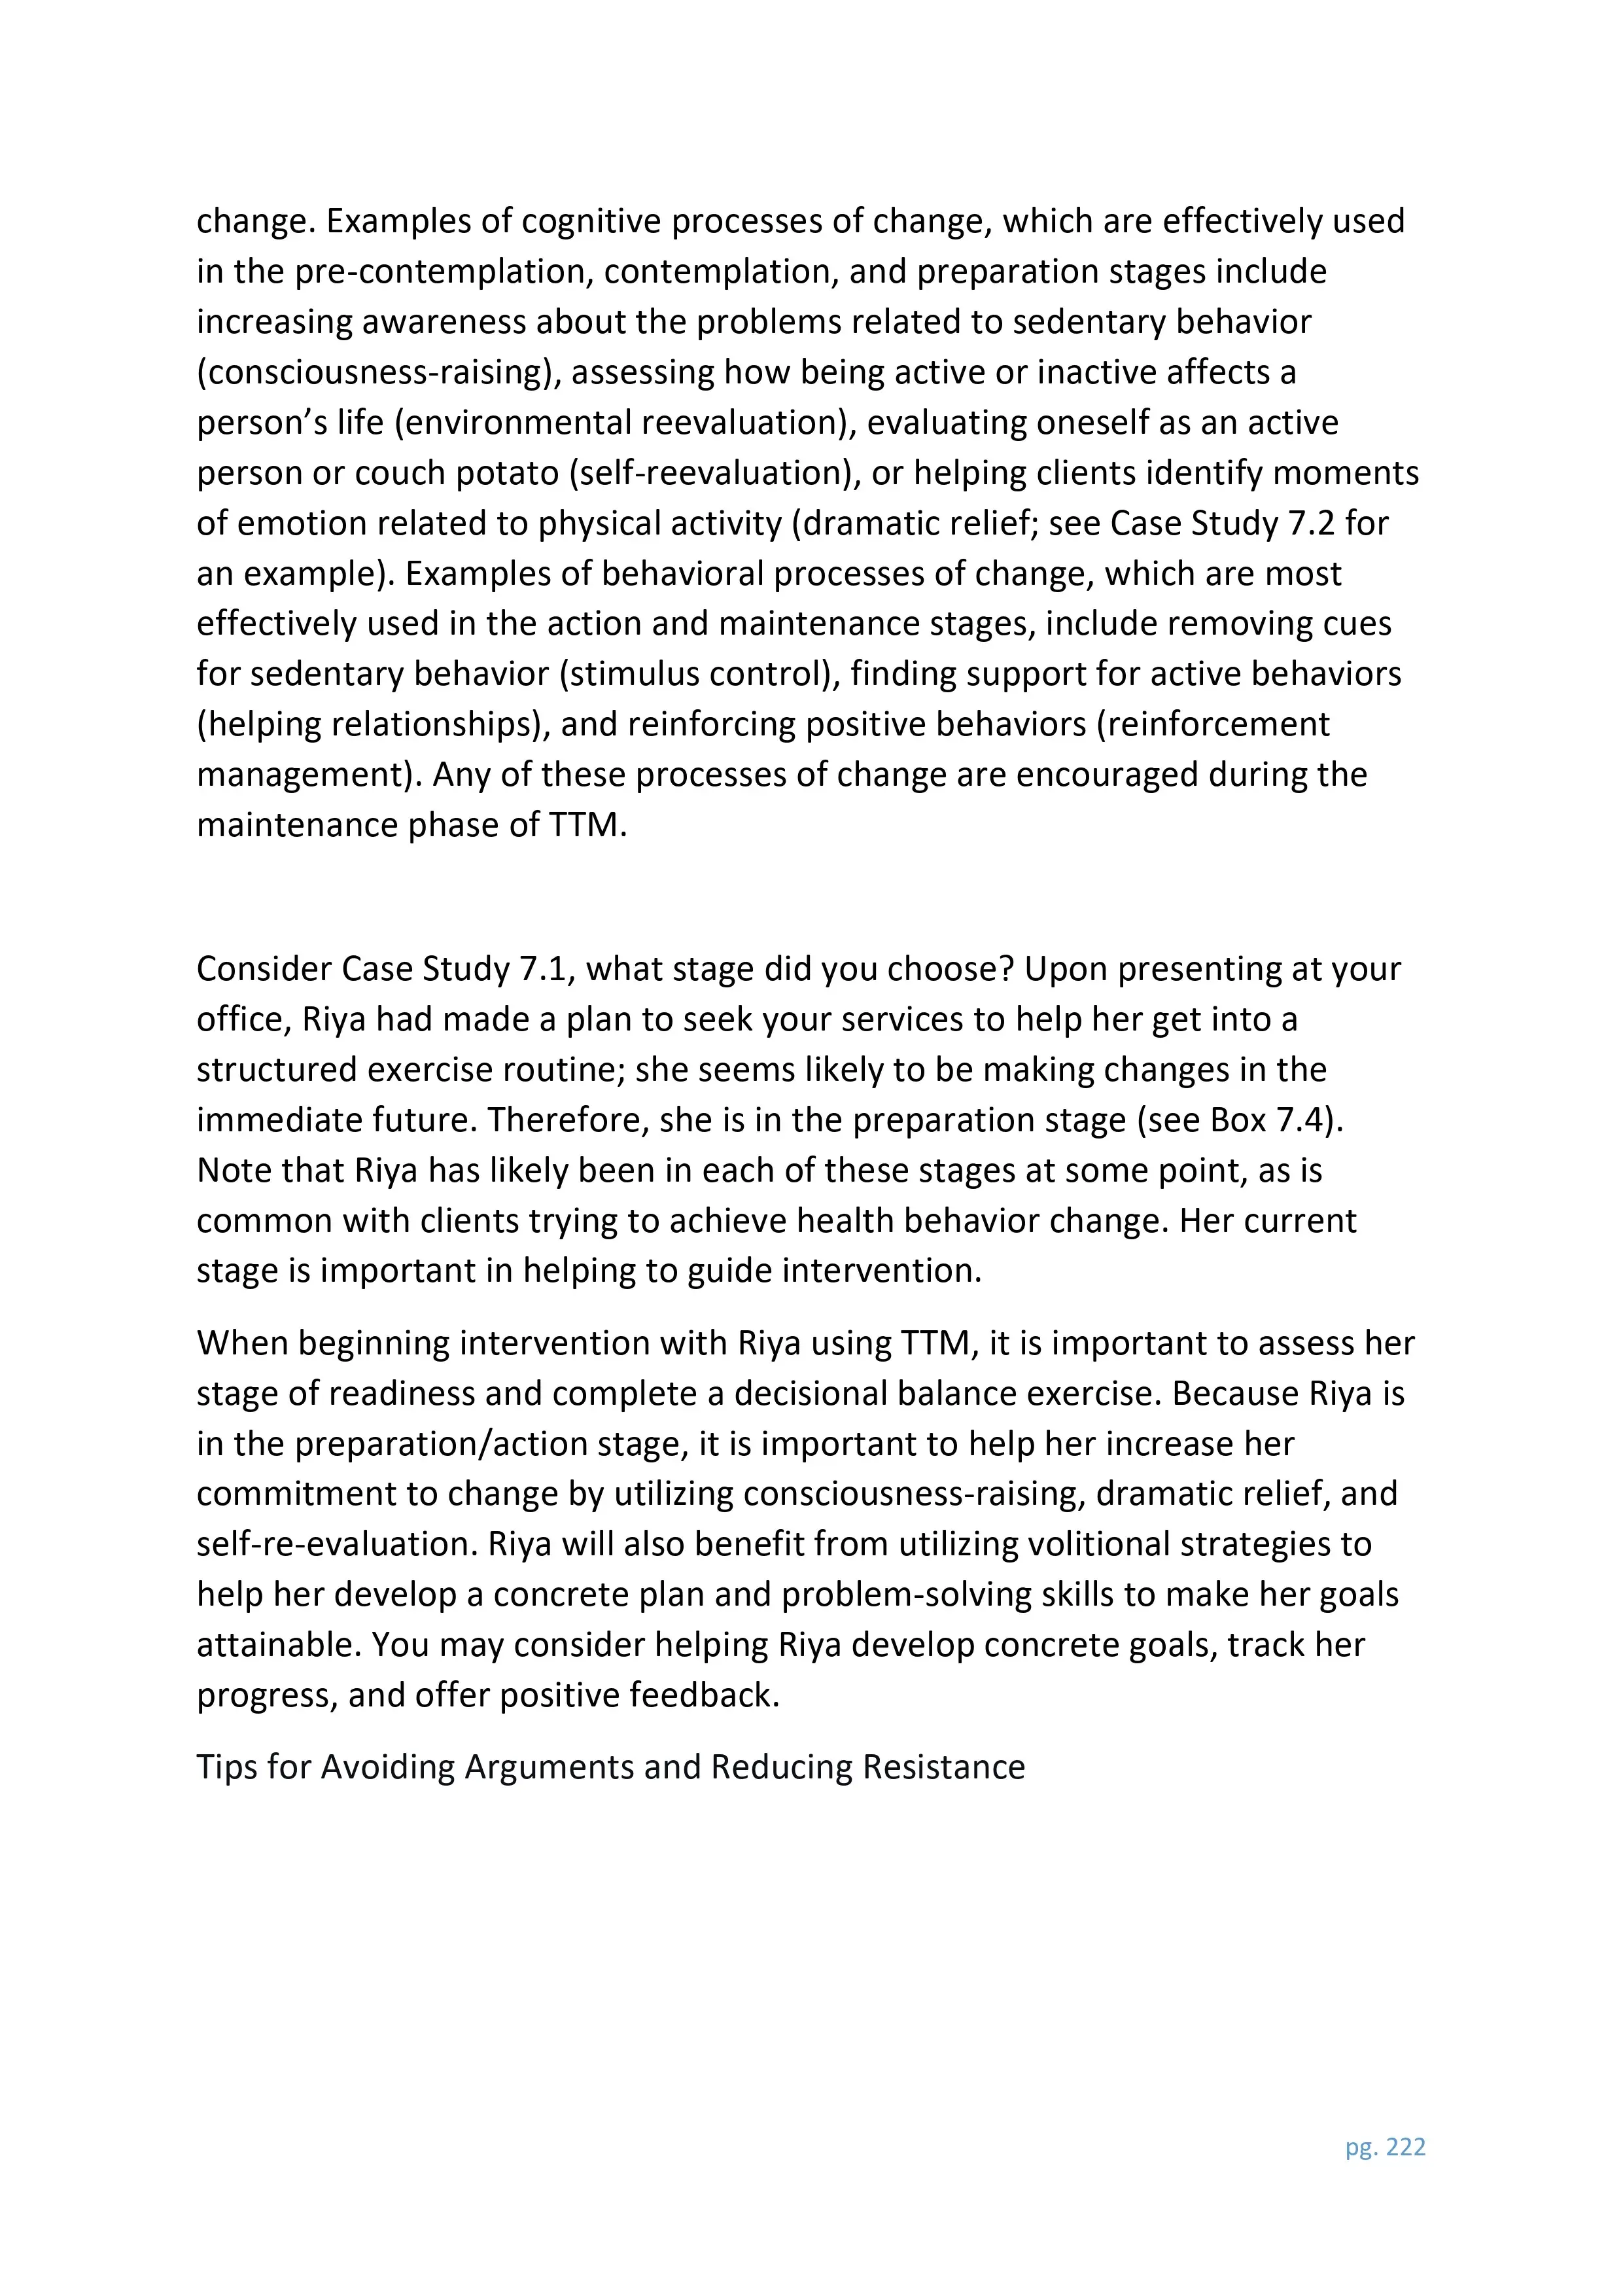 change. Examples of cognitive processes of change, which are effectively used
in the pre-contemplation, contemplation, and preparation stages include
increasing awareness about the problems related to sedentary behavior
(consciousness-raising), assessing how being active or inactive affects a
person’s life (environmental reevaluation), evaluating oneself as an active
person or couch potato (self-reevaluation), or helping clients identify moments
of emotion related to physical activity (dramatic relief; see Case Study 7.2 for
an example). Examples of behavioral processes of change, which are most
effectively used in the action and maintenance stages, include removing cues
for sedentary behavior (stimulus control), finding support for active behaviors
(helping relationships), and reinforcing positive behaviors (reinforcement
management). Any of these processes of change are encouraged during the
maintenance phase of TTM.
Consider Case Study 7.1, what stage did you choose? Upon presenting at your
office, Riya had made a plan to seek your services to help her get into a
structured exercise routine; she seems likely to be making changes in the
immediate future. Therefore, she is in the preparation stage (see Box 7.4).
Note that Riya has likely been in each of these stages at some point, as is
common with clients trying to achieve health behavior change. Her current
stage is important in helping to guide intervention.
When beginning intervention with Riya using TTM, it is important to assess her
stage of readiness and complete a decisional balance exercise. Because Riya is
in the preparation/action stage, it is important to help her increase her
commitment to change by utilizing consciousness-raising, dramatic relief, and
self-re-evaluation. Riya will also benefit from utilizing volitional strategies to
help her develop a concrete plan and problem-solving skills to make her goals
attainable. You may consider helping Riya develop concrete goals, track her
progress, and offer positive feedback.
Tips for Avoiding Arguments and Reducing Resistance
pg. 222